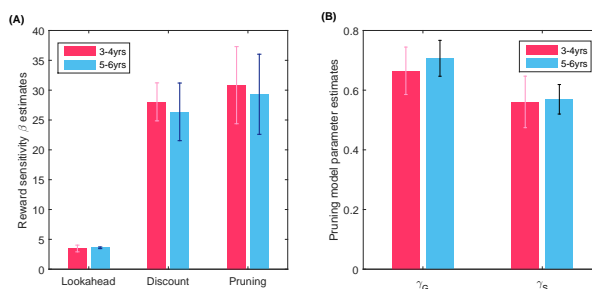 (A)
Reward sensitivity β estimates
40
35
30
25
20
15
10
5
0
3-4yrs
5-6yrs
Lookahead Discount Pruning
(B)
Pruning model parameter estimates
0.8
0.6
0.4
0.2
0
3-4yrs
5-6yrs
γG γS